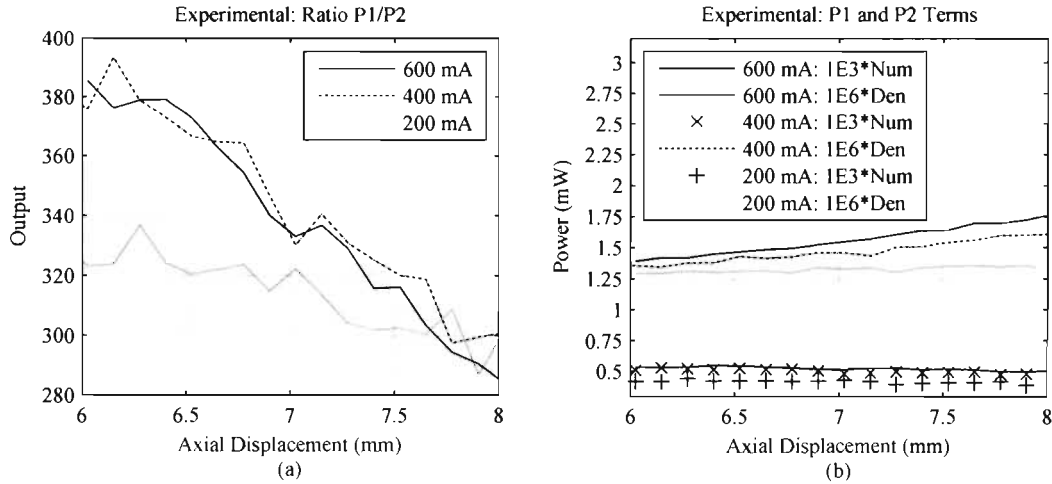 Experimental: Ratio P1/P2
400
380
360
340
320
300
280
Output
600 mA
400 mA
200 mA
6
6.5
7
7.5
8
Axial Displacement (mm)
(a)
Experimental: P1 and P2 Terms
3
2.75
2.5
2.25
2
1.75
1.5
1.25
1
0.75
0.5
Power (mW)
600 mA: 1E3*Num
600 mA: 1E6*Den
400 mA: 1E3*Num
400 mA: 1E6*Den
200 mA: 1E3*Num
200 mA: 1E6*Den
6
6.5
7
7.5
8
Axial Displacement (mm)
(b)